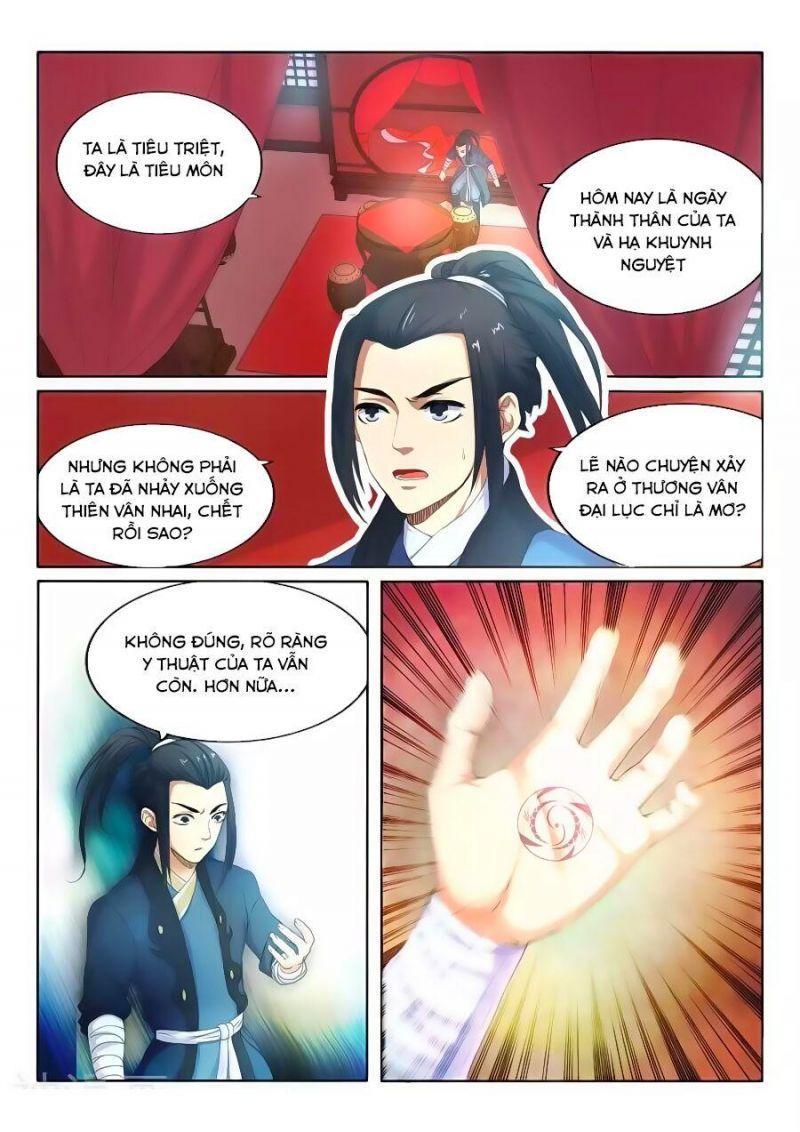 TA LÀ TIÊU TRIỆT,
ĐÂY LÀ TIÊU MÔN
HÔM NAY LÀ NGÀY
THÀNH THÂN CỦA TA
VÀ HẠ KHUYNH
NGUYỆT
NHƯNG KHÔNG PHẢI
LÀ TA ĐÃ NHẢY XUỐNG
THIÊN VÂN NHAI, CHẾT
RỒI SAO?
LẼ NÀO CHUYỆN XẢY
RA Ở THƯƠNG VÂN
ĐẠI LỤC CHỈ LÀ MƠ?
KHÔNG ĐÚNG, RÕ RÀNG
Y THUẬT CỦA TA VẪN
CÒN. HƠN NỮA...